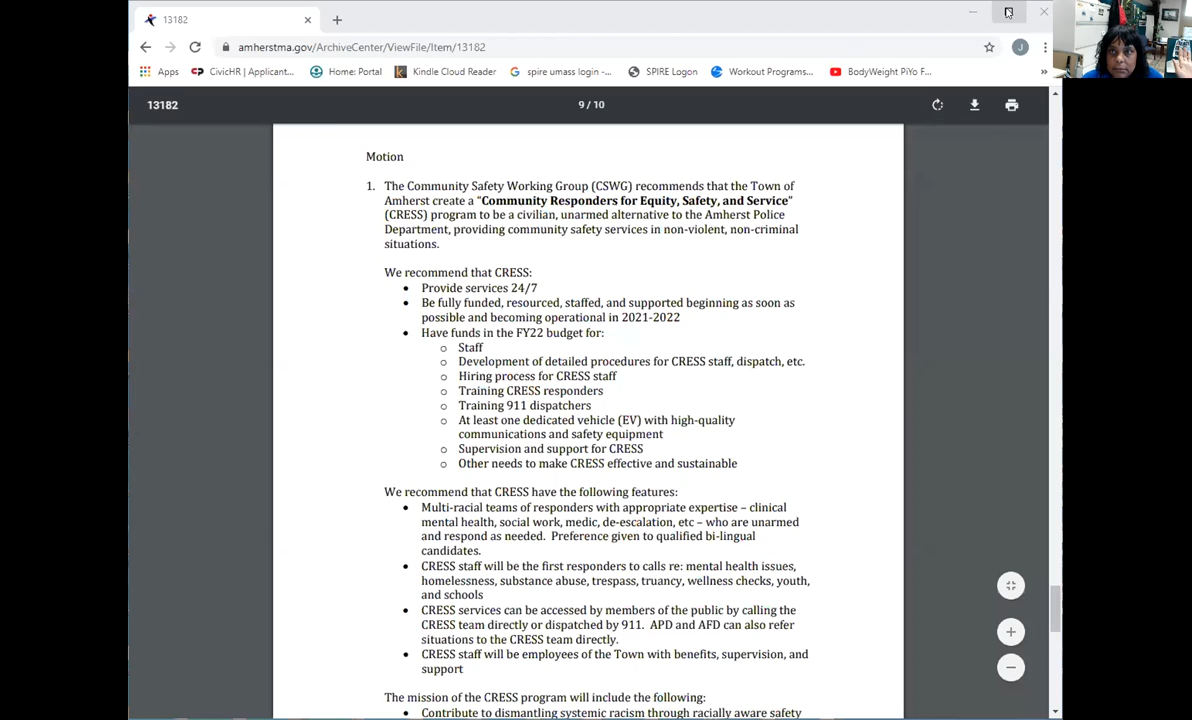 13182
amherstma.gov/ArchiveCenter/ViewFile/Item/13182
J
Apps
CP
CivicHR | Applicant...
Home: Portal
Kindle Cloud Reader
spire umass login -...
SPIRE Logon
Workout Programs...
BodyWeight PiYo F...
»
13182
9 / 10
Motion
1. The Community Safety Working Group (CSWG) recommends that the Town of
Amherst create a “Community Responders for Equity, Safety, and Service”
(CRESS) program to be a civilian, unarmed alternative to the Amherst Police
Department, providing community safety services in non-violent, non-criminal
situations.
We recommend that CRESS:
• Provide services 24/7
• Be fully funded, resourced, staffed, and supported beginning as soon as
possible and becoming operational in 2021-2022
• Have funds in the FY22 budget for:
o Staff
o Development of detailed procedures for CRESS staff, dispatch, etc.
o Hiring process for CRESS staff
o Training CRESS responders
o Training 911 dispatchers
o At least one dedicated vehicle (EV) with high-quality
communications and safety equipment
o Supervision and support for CRESS
o Other needs to make CRESS effective and sustainable
We recommend that CRESS have the following features:
• Multi-racial teams of responders with appropriate expertise – clinical
mental health, social work, medic, de-escalation, etc – who are unarmed
and respond as needed. Preference given to qualified bi-lingual
candidates.
• CRESS staff will be the first responders to calls re: mental health issues,
homelessness, substance abuse, trespass, truancy, wellness checks, youth,
and schools
• CRESS services can be accessed by members of the public by calling the
CRESS team directly or dispatched by 911. APD and AFD can also refer
situations to the CRESS team directly.
• CRESS staff will be employees of the Town with benefits, supervision, and
support
The mission of the CRESS program will include the following:
• Contribute to dismantling systemic racism through racially aware safety